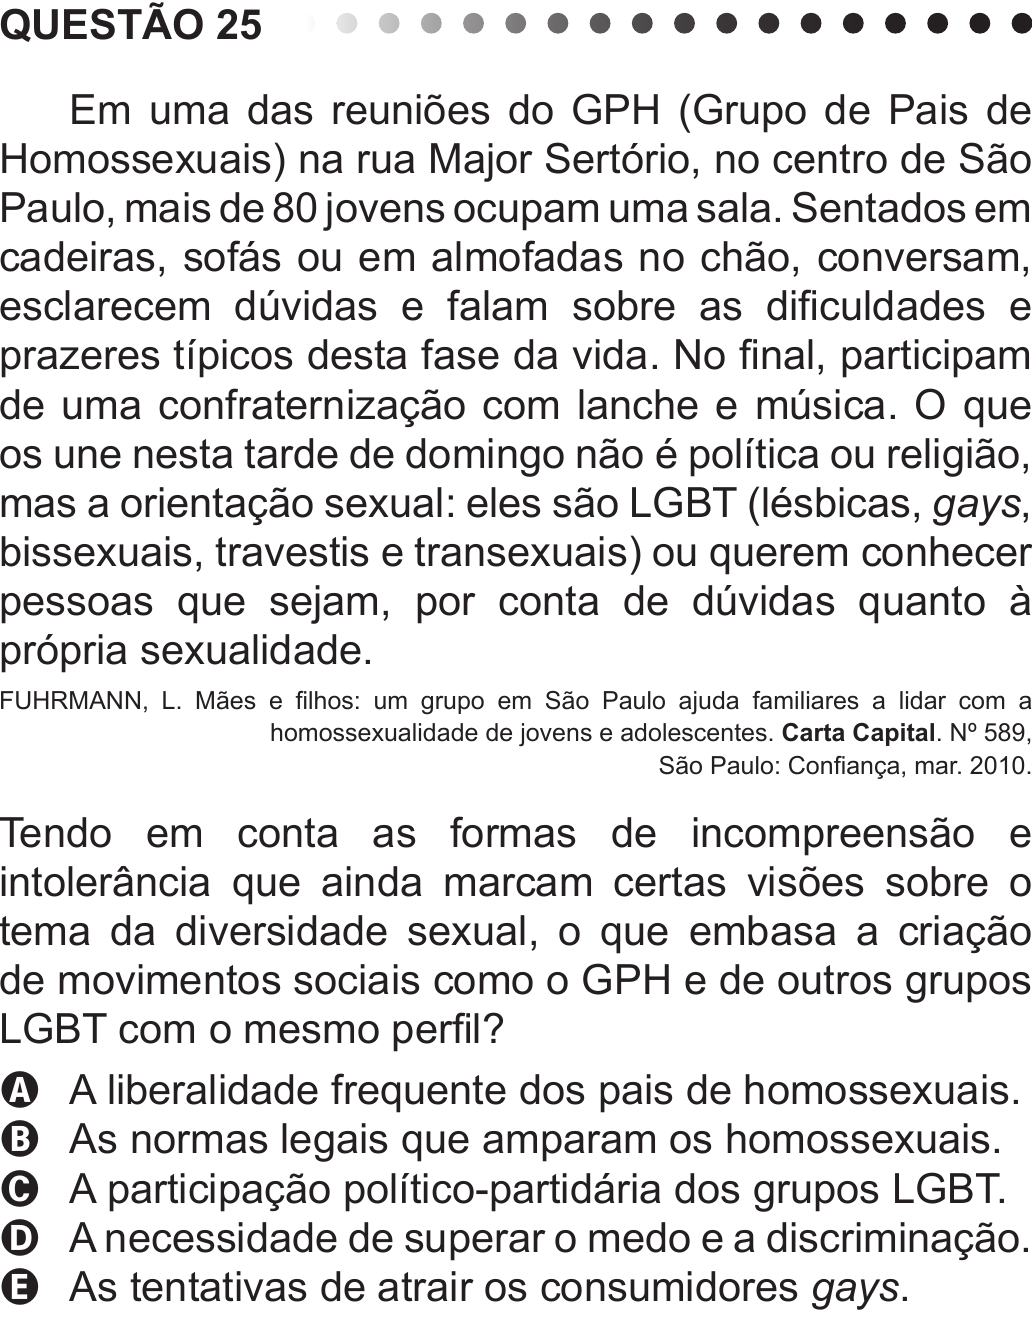 QUESTÃO 25
Em uma das reuniões do GPH (Grupo de Pais de
Homossexuais) na rua Major Sertório, no centro de São
Paulo, mais de 80 jovens ocupam uma sala. Sentados em
cadeiras, sofás ou em almofadas no chão, conversam,
esclarecem dúvidas e falam sobre as dificuldades e
prazeres típicos desta fase da vida. No final, participam
de uma confraternização com lanche e música. O que
os une nesta tarde de domingo não é política ou religião,
mas a orientação sexual: eles são LGBT (lésbicas, gays,
bissexuais, travestis e transexuais) ou querem conhecer
pessoas que sejam, por conta de dúvidas quanto à
própria sexualidade.
FUHRMANN, L. Mães e filhos: um grupo em São Paulo ajuda familiares a lidar com a
homossexualidade de jovens e adolescentes. Carta Capital. Nº 589,
São Paulo: Confiança, mar. 2010.
Tendo em conta as formas de incompreensão e
intolerância que ainda marcam certas visões sobre o
tema da diversidade sexual, o que embasa a criação
de movimentos sociais como o GPH e de outros grupos
LGBT com o mesmo perfil?
A A liberalidade frequente dos pais de homossexuais.
B As normas legais que amparam os homossexuais.
C A participação político-partidária dos grupos LGBT.
D A necessidade de superar o medo e a discriminação.
E As tentativas de atrair os consumidores gays.